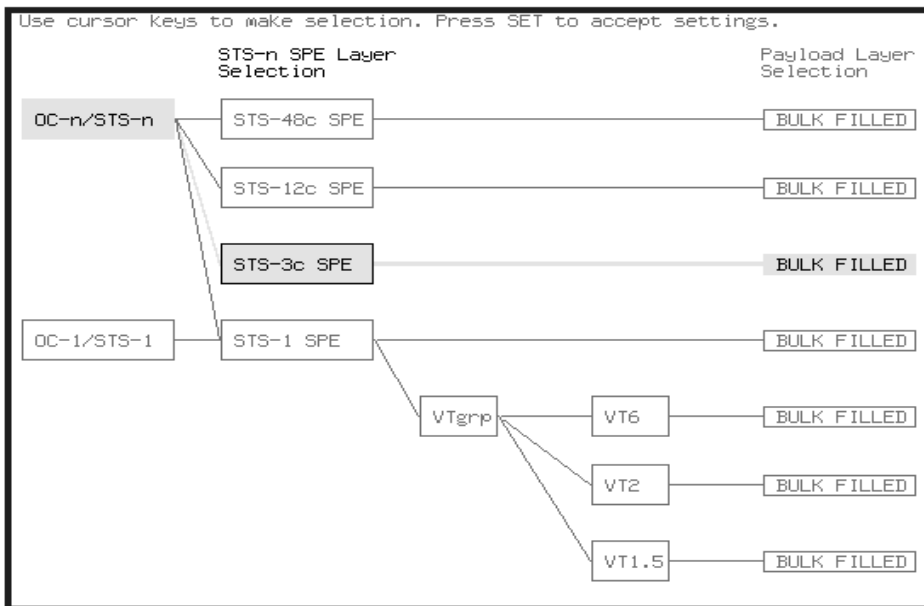 Use cursor keys to make selection. Press SET to accept settings.
STS-n SPE Layer Selection
Payload Layer Selection
OC-n/STS-n
STS-48c SPE
BULK FILLED
STS-12c SPE
BULK FILLED
STS-3c SPE
BULK FILLED
OC-1/STS-1
STS-1 SPE
BULK FILLED
VTgrp
VT6
BULK FILLED
VT2
BULK FILLED
VT1.5
BULK FILLED